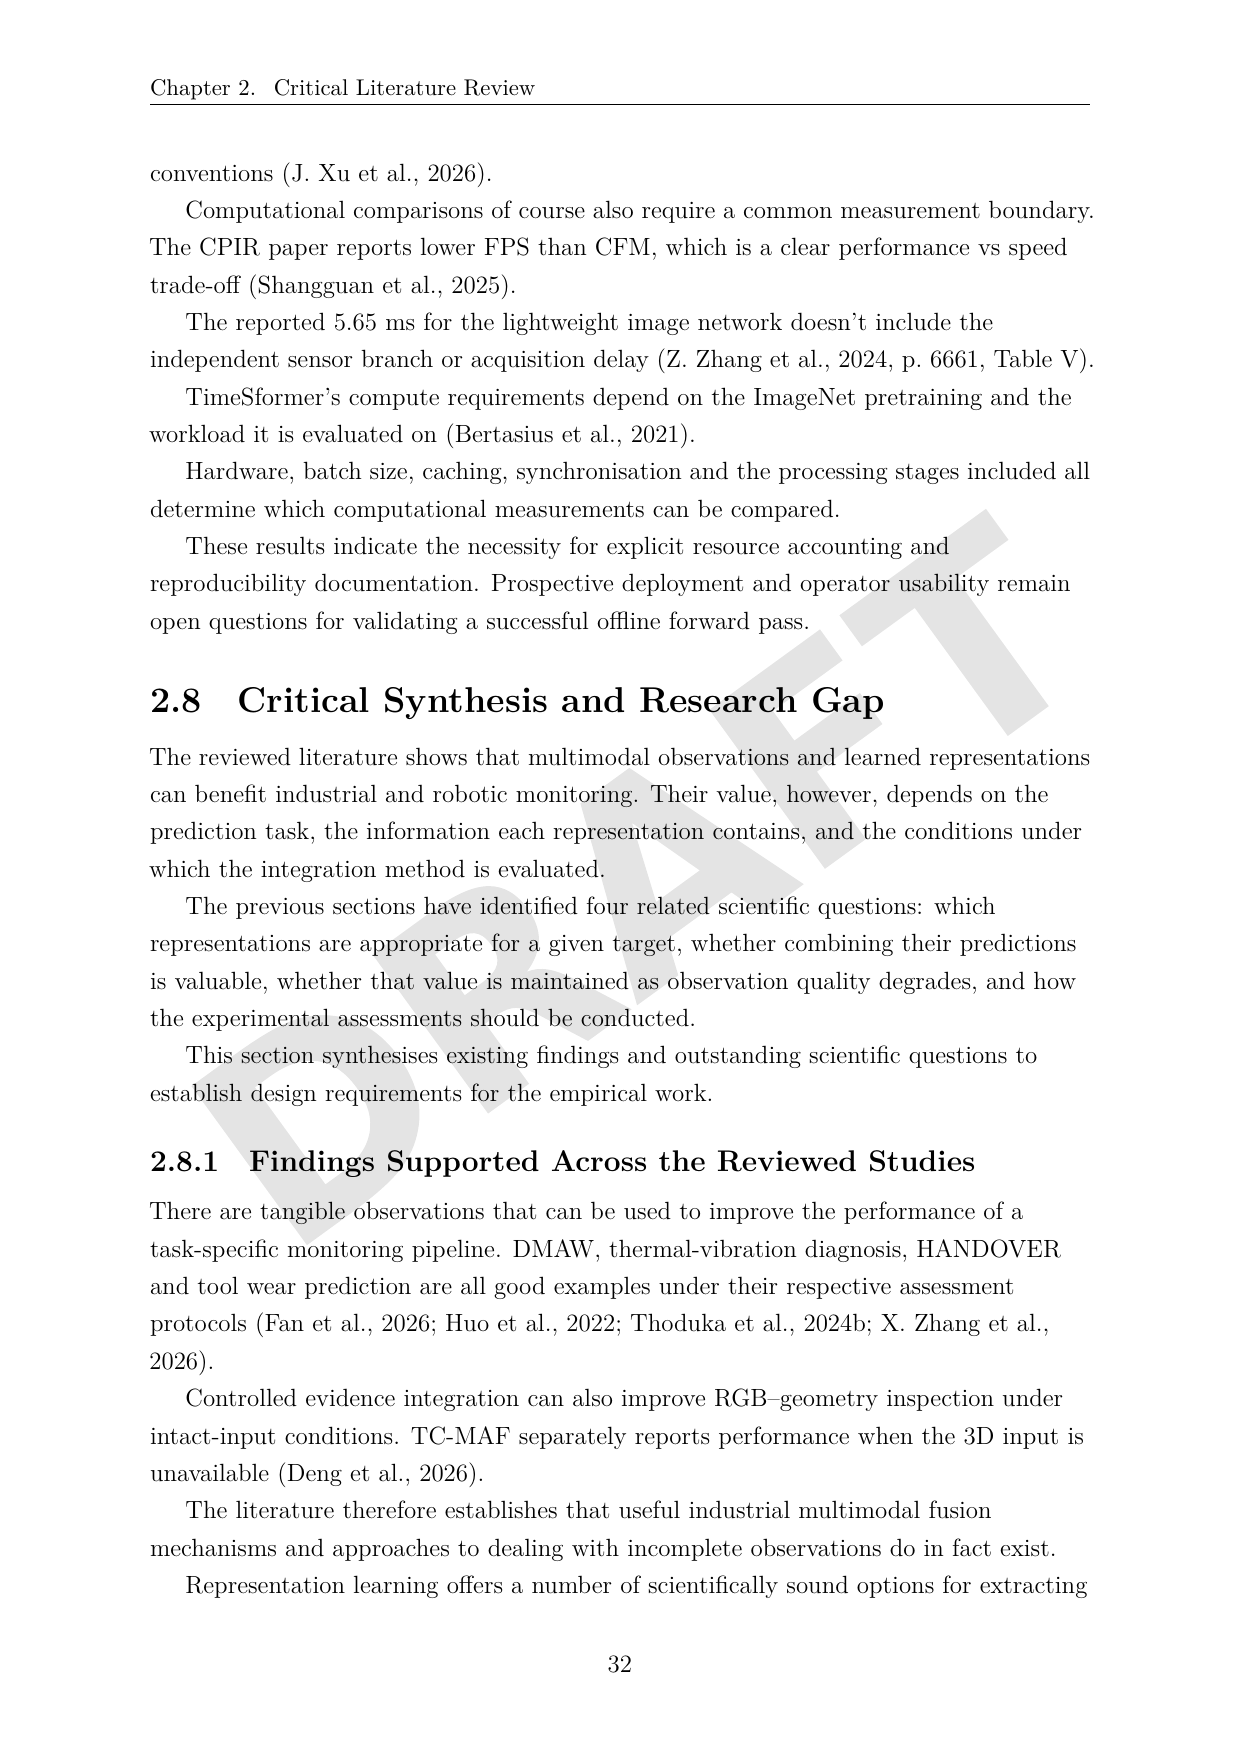 Chapter 2. Critical Literature Review
conventions (J. Xu et al., 2026).
Computational comparisons of course also require a common measurement boundary.
The CPIR paper reports lower FPS than CFM, which is a clear performance vs speed
trade-off (Shangguan et al., 2025).
The reported 5.65 ms for the lightweight image network doesn't include the
independent sensor branch or acquisition delay (Z. Zhang et al., 2024, p. 6661, Table V).
TimeSformer's compute requirements depend on the ImageNet pretraining and the
workload it is evaluated on (Bertasius et al., 2021).
Hardware, batch size, caching, synchronisation and the processing stages included all
determine which computational measurements can be compared.
These results indicate the necessity for explicit resource accounting and
reproducibility documentation. Prospective deployment and operator usability remain
open questions for validating a successful offline forward pass.
2.8 Critical Synthesis and Research Gap
The reviewed literature shows that multimodal observations and learned representations
can benefit industrial and robotic monitoring. Their value, however, depends on the
prediction task, the information each representation contains, and the conditions under
which the integration method is evaluated.
The previous sections have identified four related scientific questions: which
representations are appropriate for a given target, whether combining their predictions
is valuable, whether that value is maintained as observation quality degrades, and how
the experimental assessments should be conducted.
This section synthesises existing findings and outstanding scientific questions to
establish design requirements for the empirical work.
2.8.1 Findings Supported Across the Reviewed Studies
There are tangible observations that can be used to improve the performance of a
task-specific monitoring pipeline. DMAW, thermal-vibration diagnosis, HANDOVER
and tool wear prediction are all good examples under their respective assessment
protocols (Fan et al., 2026; Huo et al., 2022; Thoduka et al., 2024b; X. Zhang et al.,
2026).
Controlled evidence integration can also improve RGB–geometry inspection under
intact-input conditions. TC-MAF separately reports performance when the 3D input is
unavailable (Deng et al., 2026).
The literature therefore establishes that useful industrial multimodal fusion
mechanisms and approaches to dealing with incomplete observations do in fact exist.
Representation learning offers a number of scientifically sound options for extracting
32
DRAFT